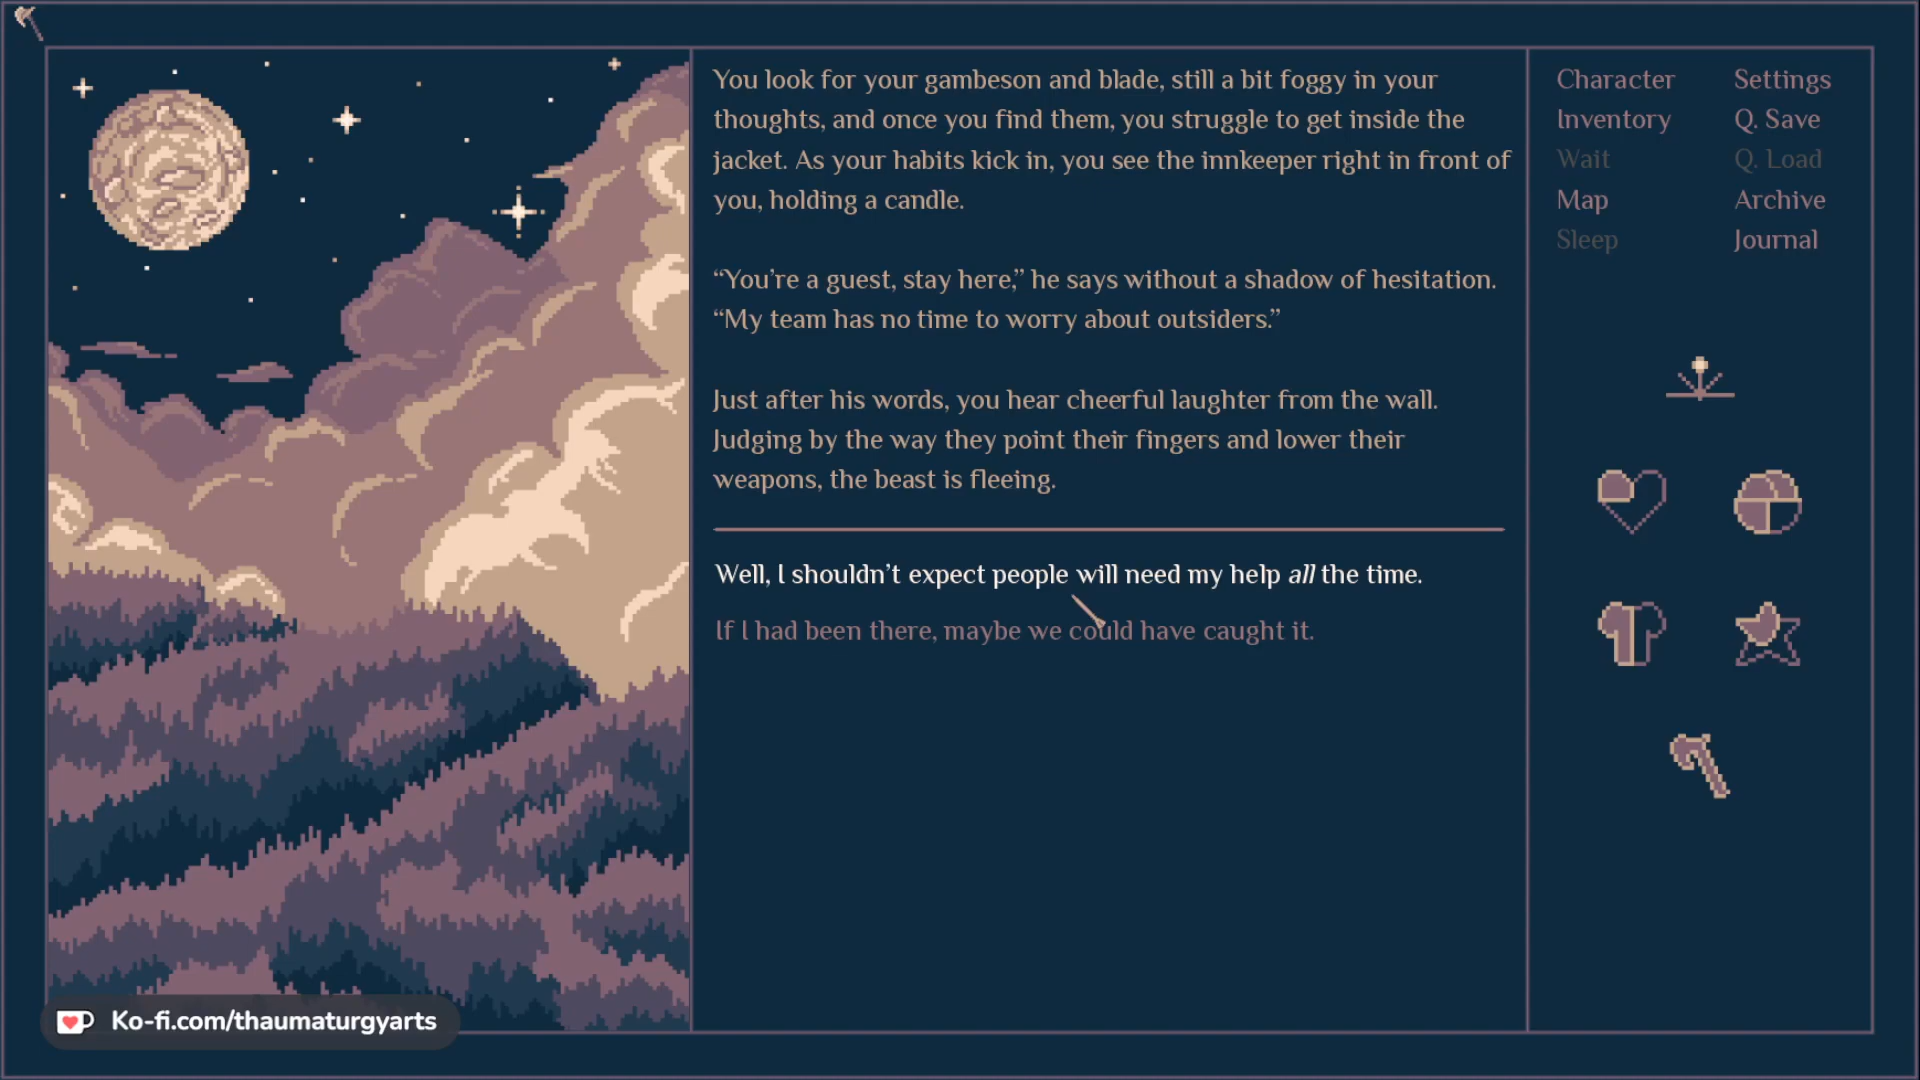 You look for your gambeson and blade, still a bit foggy in your
thoughts, and once you find them, you struggle to get inside the
jacket. As your habits kick in, you see the innkeeper right in front of
you, holding a candle.
“You’re a guest, stay here,” he says without a shadow of hesitation.
“My team has no time to worry about outsiders.”
Just after his words, you hear cheerful laughter from the wall.
Judging by the way they point their fingers and lower their
weapons, the beast is fleeing.
Well, I shouldn’t expect people will need my help all the time.
If I had been there, maybe we could have caught it.
Character Settings
Inventory Q. Save
Wait Q. Load
Map Archive
Sleep Journal
Ko-fi.com/thaumaturgyarts